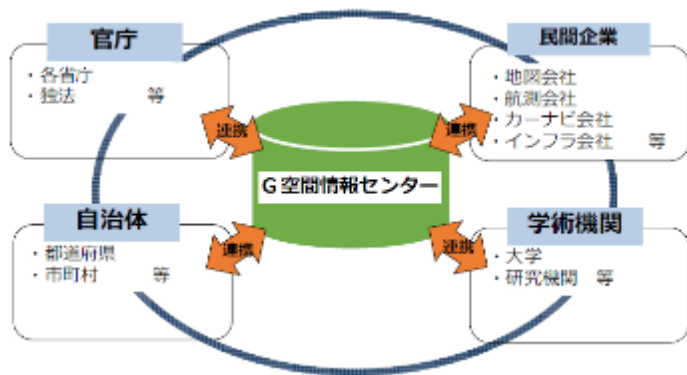 官庁
・各省庁
・独法 等
民間企業
・地図会社
・航測会社
・カーナビ会社
・インフラ会社 等
連携
連携
G空間情報センター
自治体
・都道府県
・市町村 等
学術機関
・大学
・研究機関 等
連携
連携